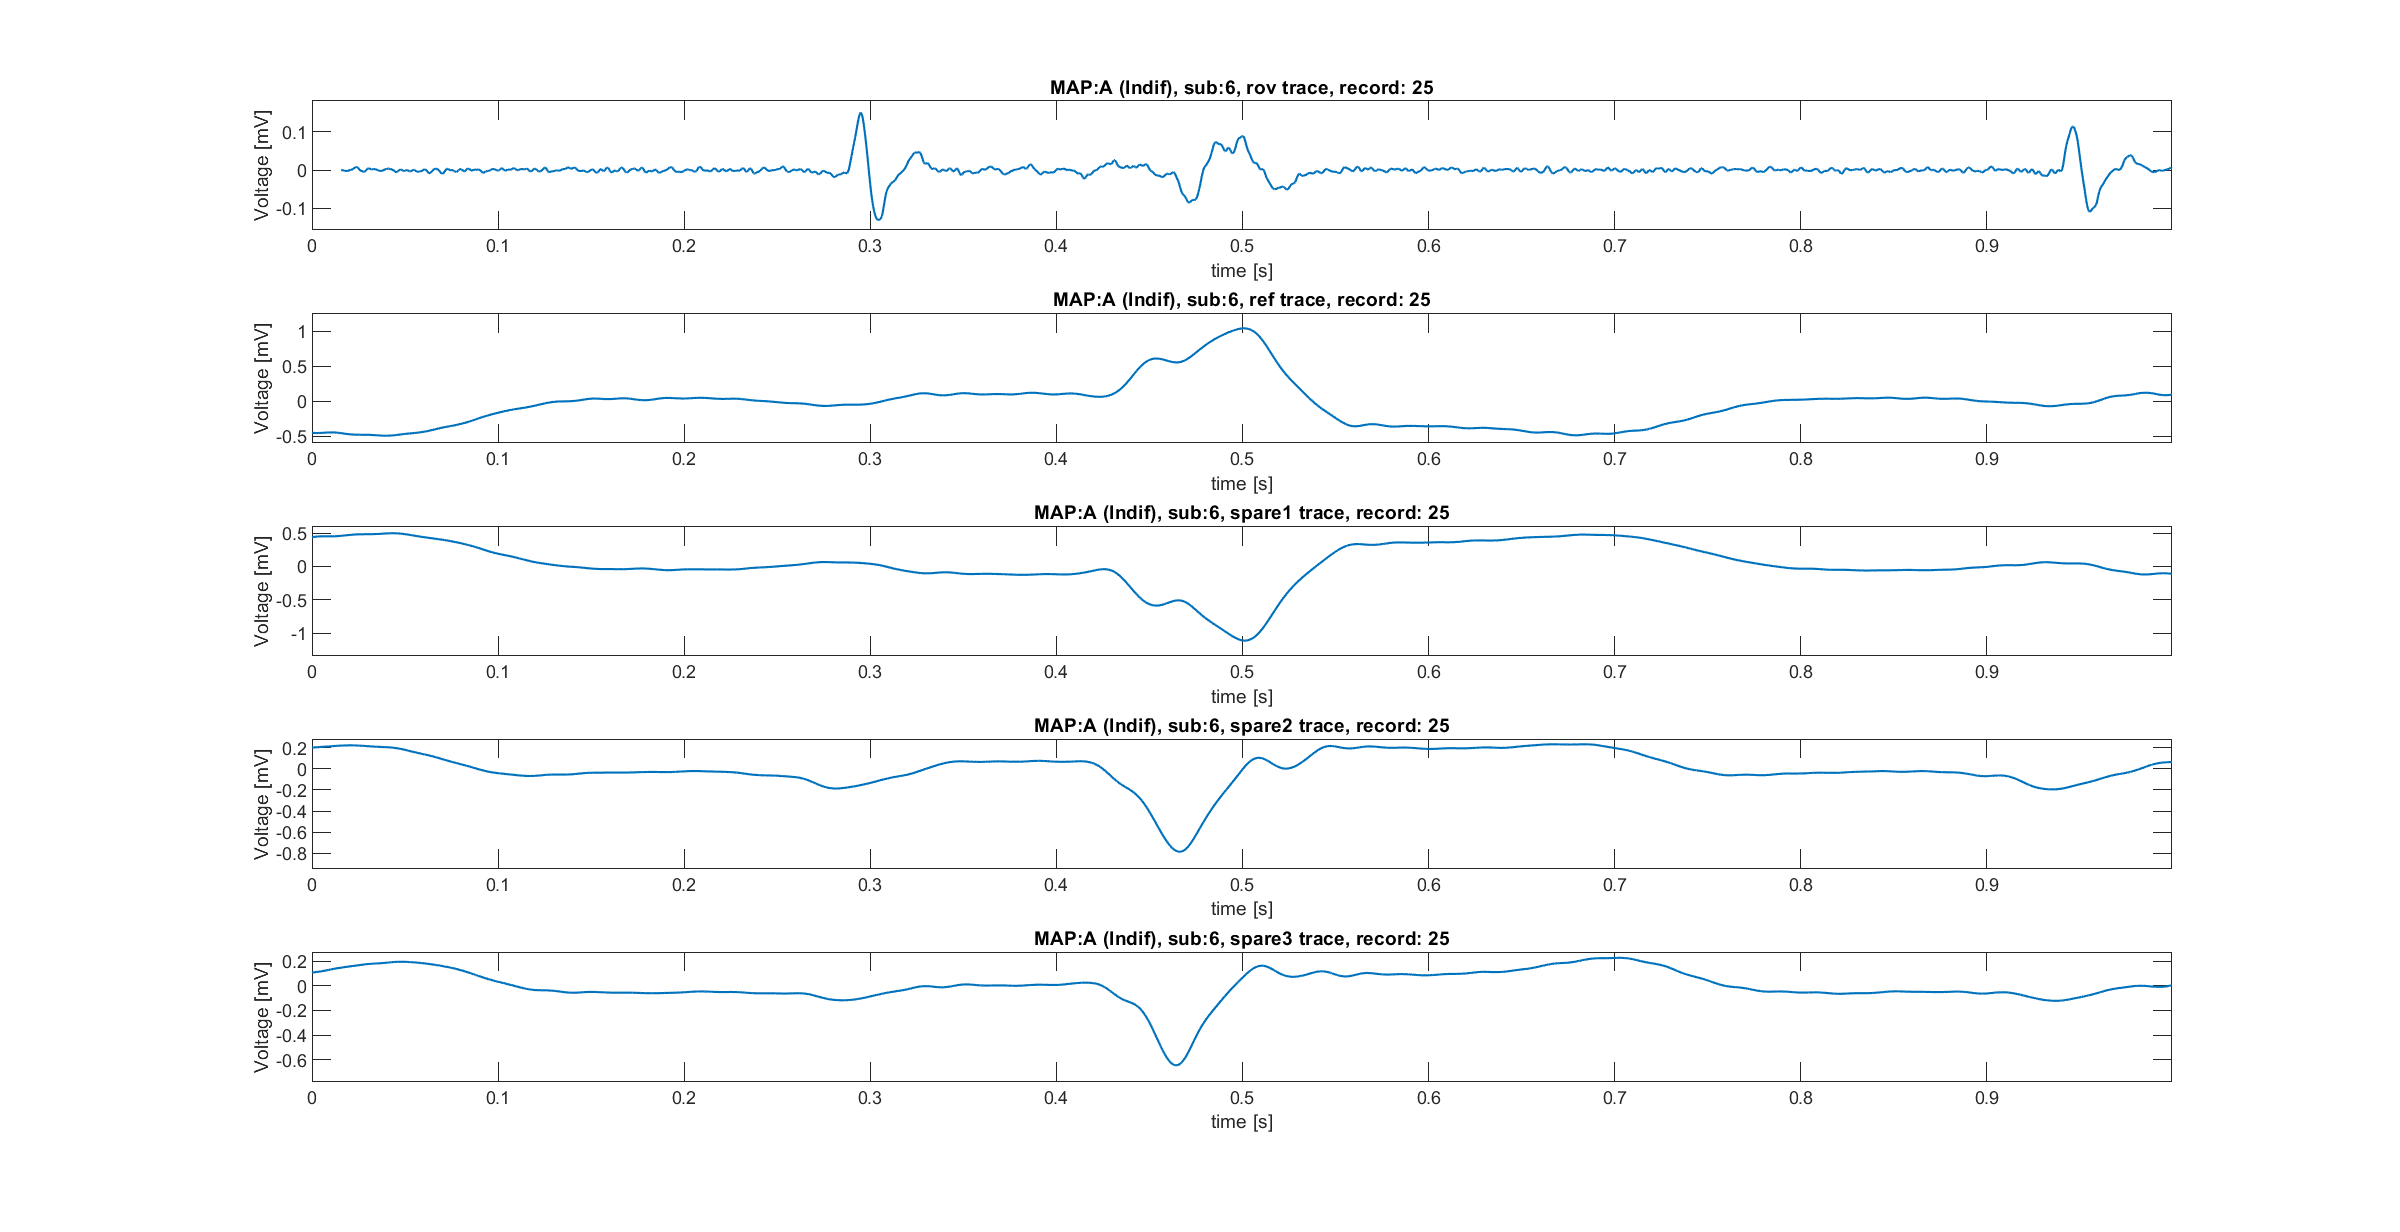 MAP:A (Indif), sub:6, rov trace, record: 25
Voltage [mV]
0.1
0
-0.1
0 0.1 0.2 0.3 0.4 0.5 0.6 0.7 0.8 0.9
time [s]
MAP:A (Indif), sub:6, ref trace, record: 25
Voltage [mV]
1
0.5
0
-0.5
0 0.1 0.2 0.3 0.4 0.5 0.6 0.7 0.8 0.9
time [s]
MAP:A (Indif), sub:6, spare1 trace, record: 25
Voltage [mV]
0.5
0
-0.5
-1
0 0.1 0.2 0.3 0.4 0.5 0.6 0.7 0.8 0.9
time [s]
MAP:A (Indif), sub:6, spare2 trace, record: 25
Voltage [mV]
0.2
0
-0.2
-0.4
-0.6
-0.8
0 0.1 0.2 0.3 0.4 0.5 0.6 0.7 0.8 0.9
time [s]
MAP:A (Indif), sub:6, spare3 trace, record: 25
Voltage [mV]
0.2
0
-0.2
-0.4
-0.6
0 0.1 0.2 0.3 0.4 0.5 0.6 0.7 0.8 0.9
time [s]